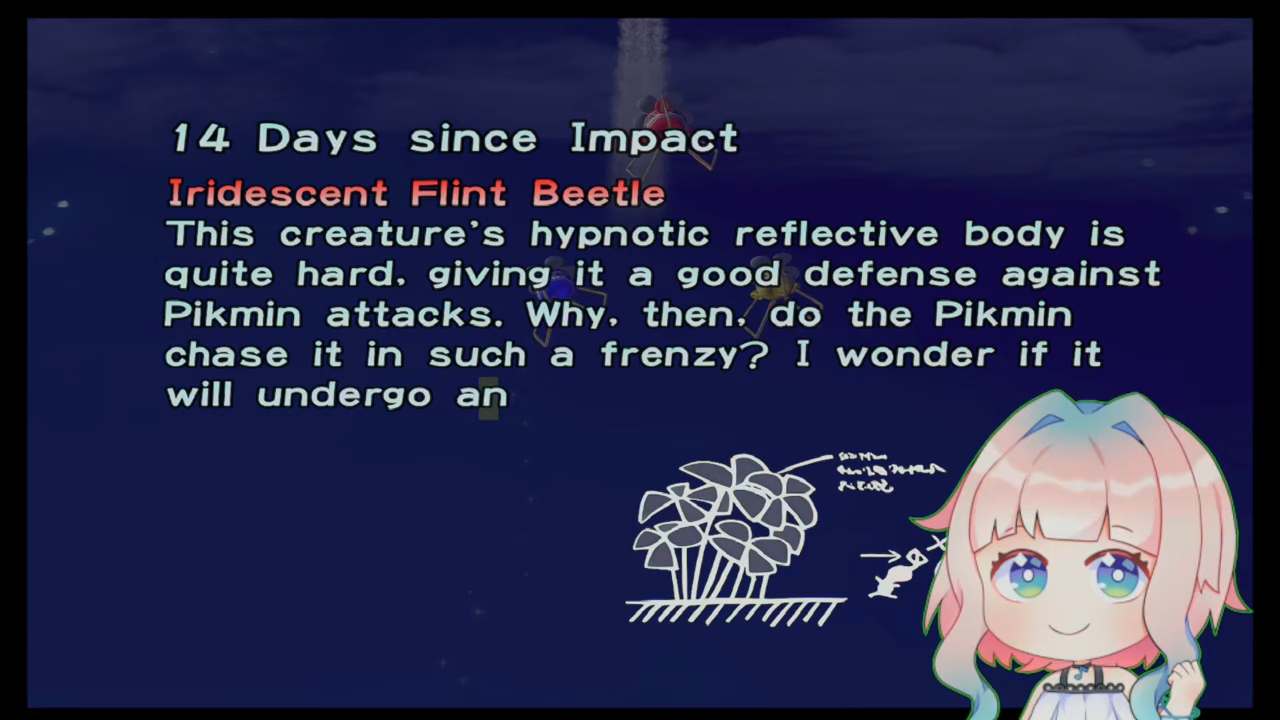 14 Days since Impact
Iridescent Flint Beetle
This creature's hypnotic reflective body is
quite hard, giving it a good defense against
Pikmin attacks. Why, then, do the Pikmin
chase it in such a frenzy? I wonder if it
will undergo an